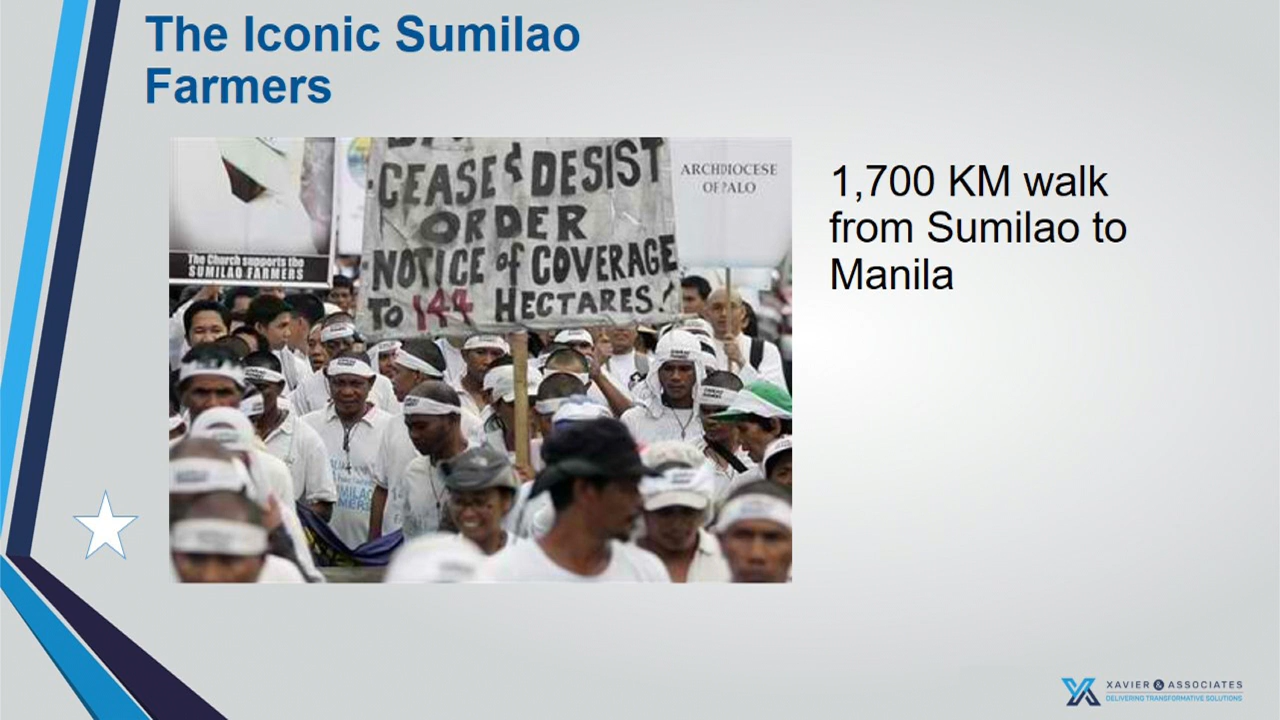 The Iconic Sumilao
Farmers
CEASE & DESIST
ORDER
NOTICE of COVERAGE
TO 144 HECTARES!
ARCHDIOCESE
OF PALO
The Church supports the
SUMILAO FARMERS
1,700 KM walk
from Sumilao to
Manila
XAVIER & ASSOCIATES
DELIVERING TRANSFORMATIVE SOLUTIONS